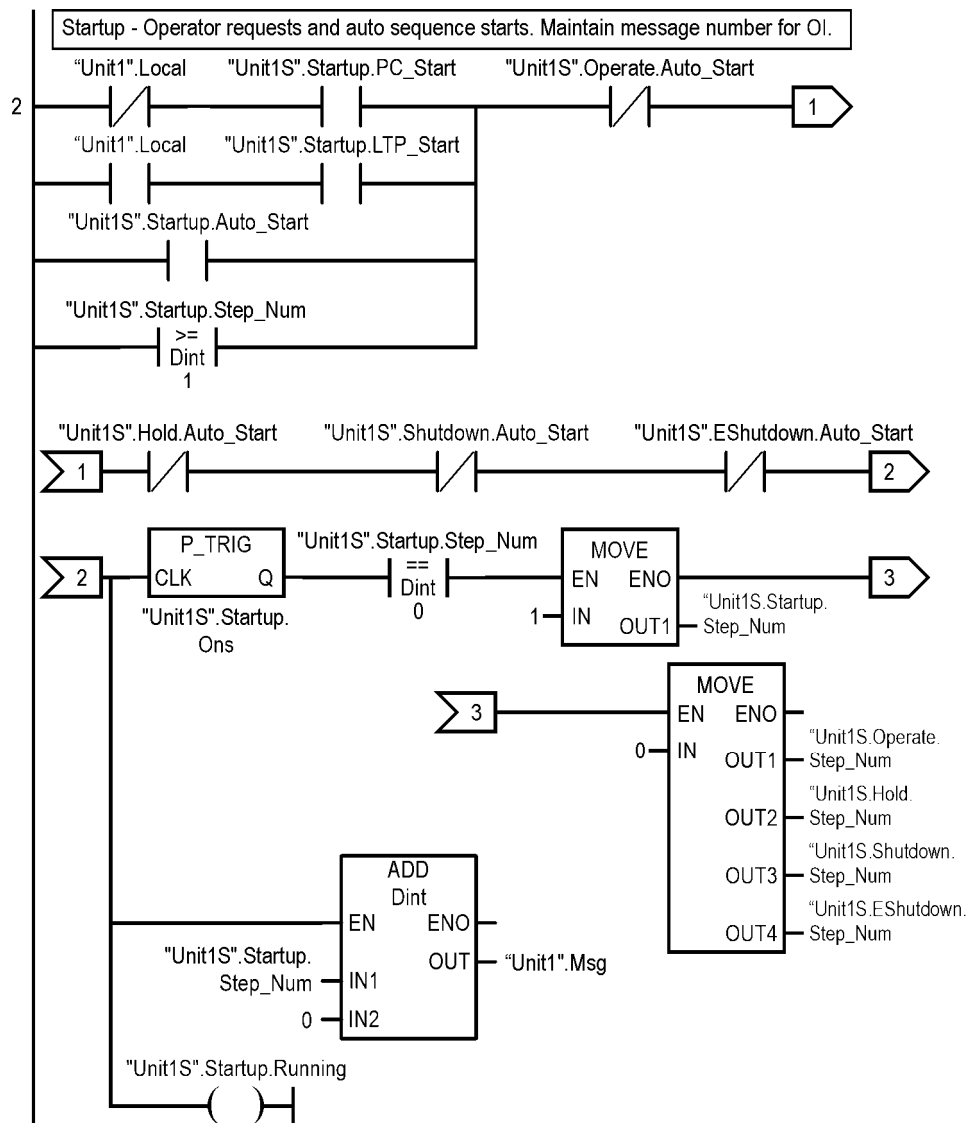 Startup - Operator requests and auto sequence starts. Maintain message number for OI.
“Unit1”.Local "Unit1S".Startup.PC_Start "Unit1S".Operate.Auto_Start
2
1
“Unit1”.Local "Unit1S".Startup.LTP_Start
"Unit1S".Startup.Auto_Start
"Unit1S".Startup.Step_Num
>=
Dint
1
"Unit1S".Hold.Auto_Start "Unit1S".Shutdown.Auto_Start "Unit1S".EShutdown.Auto_Start
1
2
2
P_TRIG
CLK Q
"Unit1S".Startup.
Ons
"Unit1S".Startup.Step_Num
==
Dint
0
MOVE
EN ENO
1 IN
OUT1
“Unit1S.Startup.
Step_Num
3
3
MOVE
EN ENO
0 IN
OUT1
“Unit1S.Operate.
Step_Num
OUT2
“Unit1S.Hold.
Step_Num
OUT3
“Unit1S.Shutdown.
Step_Num
OUT4
“Unit1S.EShutdown.
Step_Num
ADD
Dint
EN ENO
OUT “Unit1”.Msg
"Unit1S".Startup.
Step_Num IN1
0 IN2
"Unit1S".Startup.Running